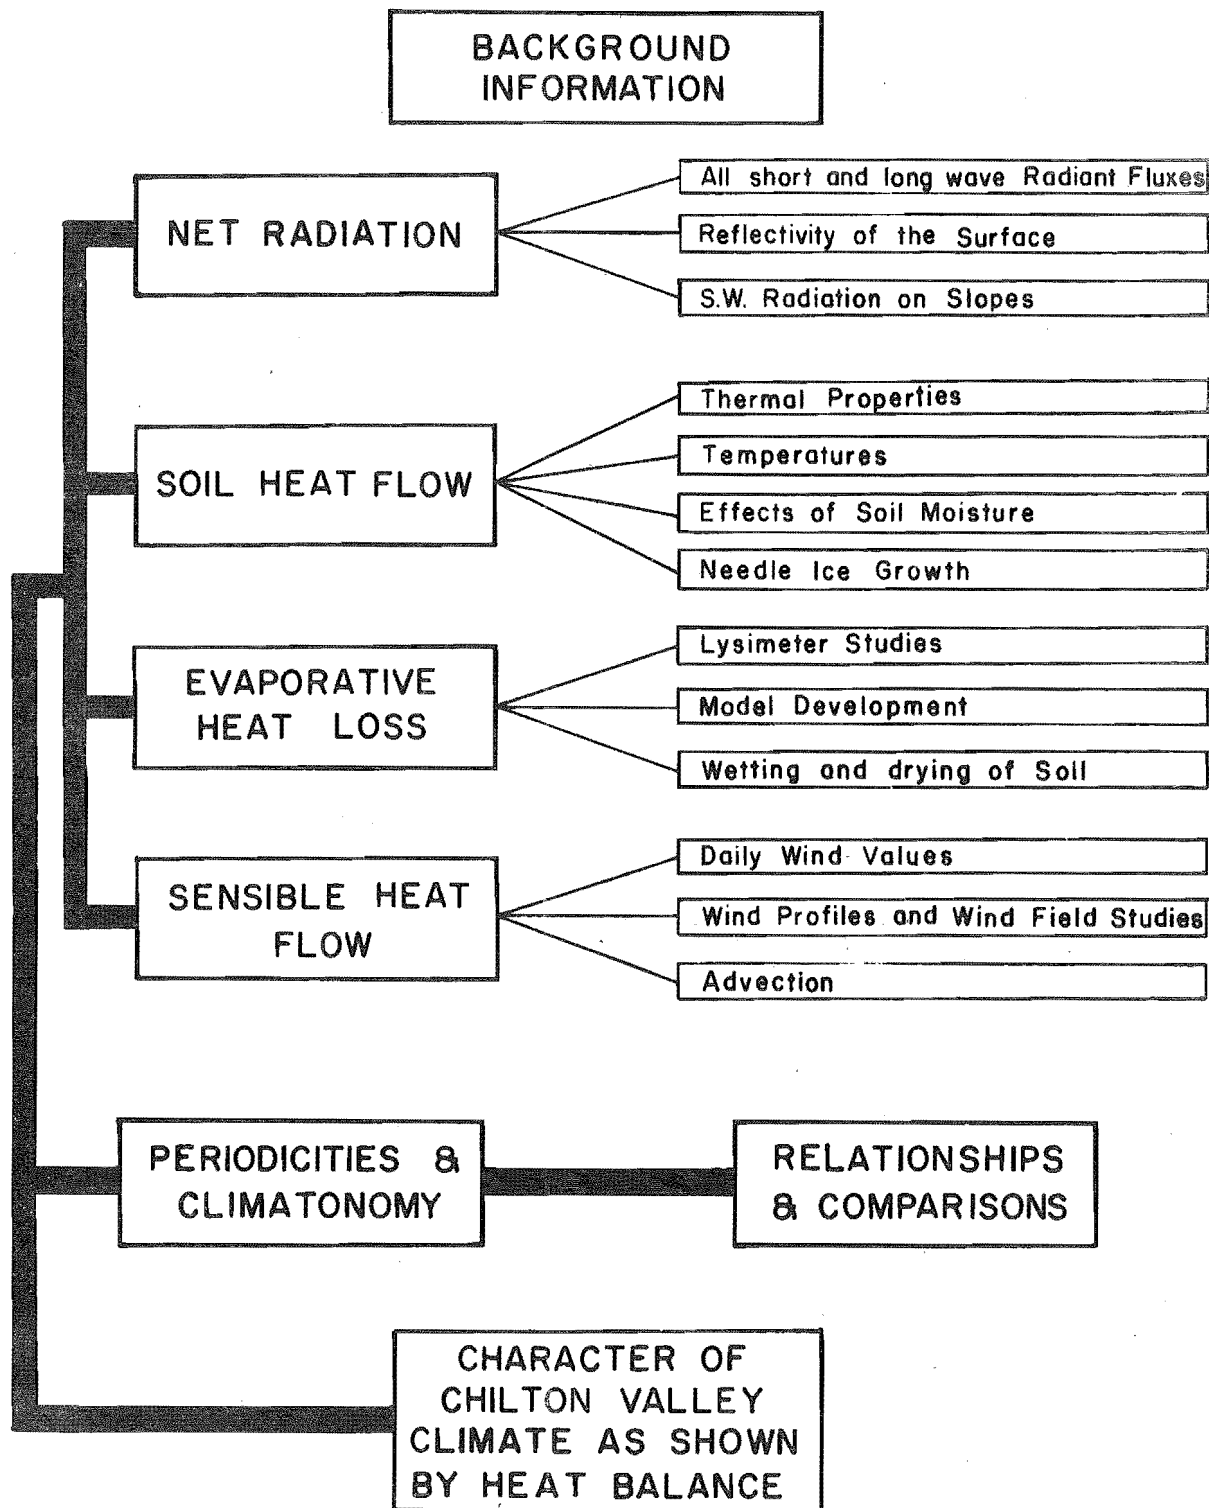 BACKGROUND
INFORMATION
NET RADIATION
All short and long wave Radiant Fluxes
Reflectivity of the Surface
S.W. Radiation on Slopes
SOIL HEAT FLOW
Thermal Properties
Temperatures
Effects of Soil Moisture
Needle Ice Growth
EVAPORATIVE
HEAT LOSS
Lysimeter Studies
Model Development
Wetting and drying of Soil
SENSIBLE HEAT
FLOW
Daily Wind Values
Wind Profiles and Wind Field Studies
Advection
PERIODICITIES &
CLIMATONOMY
RELATIONSHIPS
& COMPARISONS
CHARACTER OF
CHILTON VALLEY
CLIMATE AS SHOWN
BY HEAT BALANCE